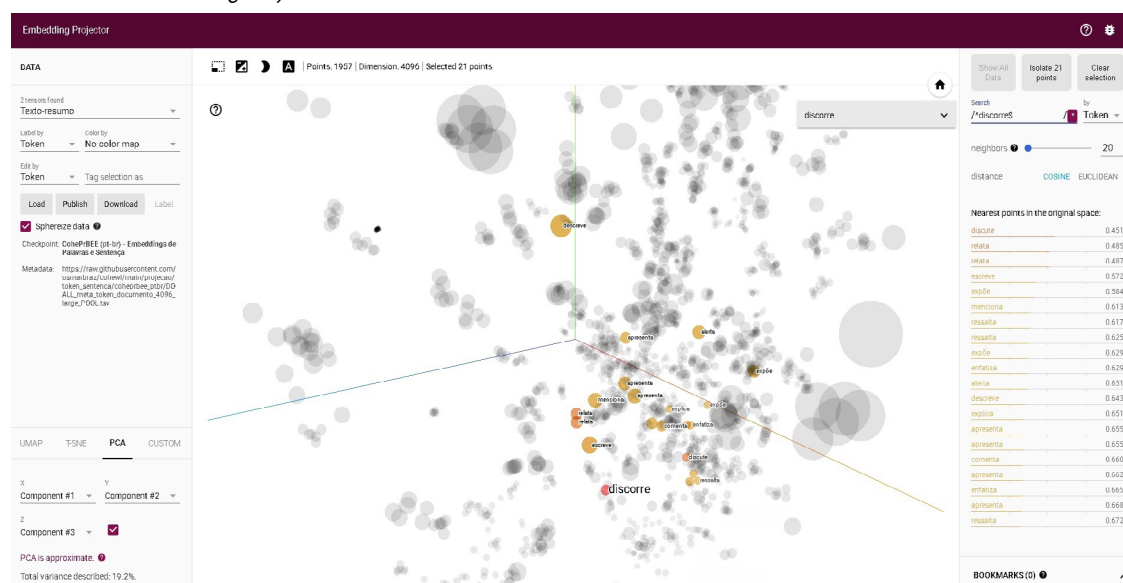 Embedding Projector
DATA
Points: 1957 | Dimension: 4096 | Selected 21 points
Show All Data
Isolate 21 points
Clear selection
2 tensors found
Texto-resumo
Label by
Token
Color by
No color map
Edit by
Token
Tag selection as
Load
Publish
Download
Label
Sphereize data
Checkpoint: CohePrBEE (pt-br) - Embeddings de
Palavras e Sentença
Metadata:
UMAP
T-SNE
PCA
CUSTOM
X
Component #1
Y
Component #2
Z
Component #3
PCA is approximate.
Total variance described: 19.2%.
discorre
descreve
apresenta
alerta
expõe
apresenta
apresenta
menciona
relata
relata
explica
expõe
comenta
enfatiza
escreve
discute
ressalta
discorre
Search
/^discorre$
/
.*
by
Token
neighbors
20
distance
COSINE
EUCLIDEAN
Nearest points in the original space:
discute 0.451
relata 0.485
relata 0.487
escreve 0.572
expõe 0.584
menciona 0.613
ressalta 0.617
ressalta 0.625
expõe 0.629
enfatiza 0.629
alerta 0.631
descreve 0.643
explica 0.651
apresenta 0.655
apresenta 0.655
comenta 0.660
apresenta 0.662
enfatiza 0.665
apresenta 0.668
ressalta 0.672
BOOKMARKS (0)